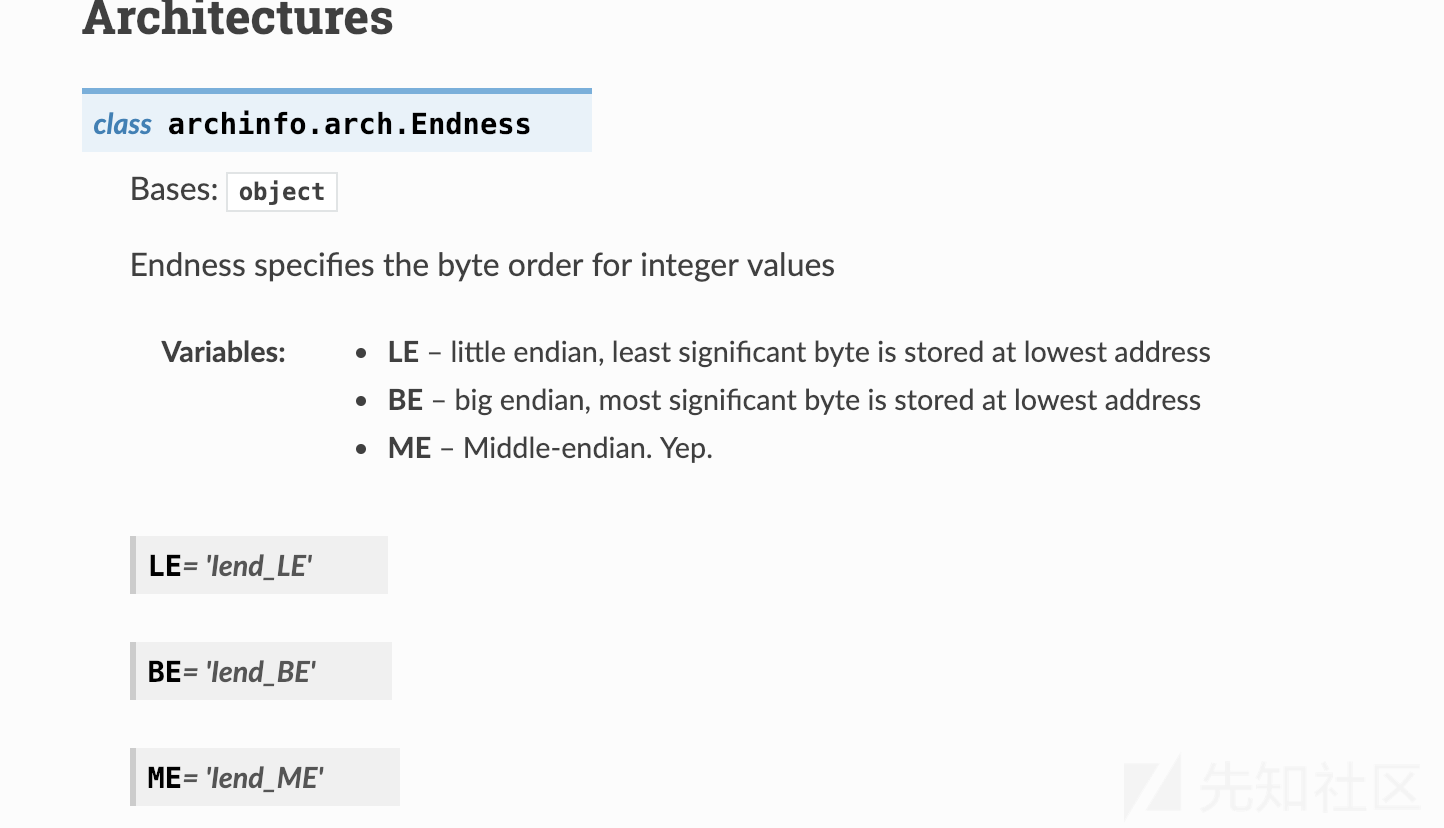 Architectures
class archinfo.arch.Endness
Bases: object
Endness specifies the byte order for integer values
Variables:
• LE – little endian, least significant byte is stored at lowest address
• BE – big endian, most significant byte is stored at lowest address
• ME – Middle-endian. Yep.
LE= 'Iend_LE'
BE= 'Iend_BE'
ME= 'Iend_ME'
先知社区